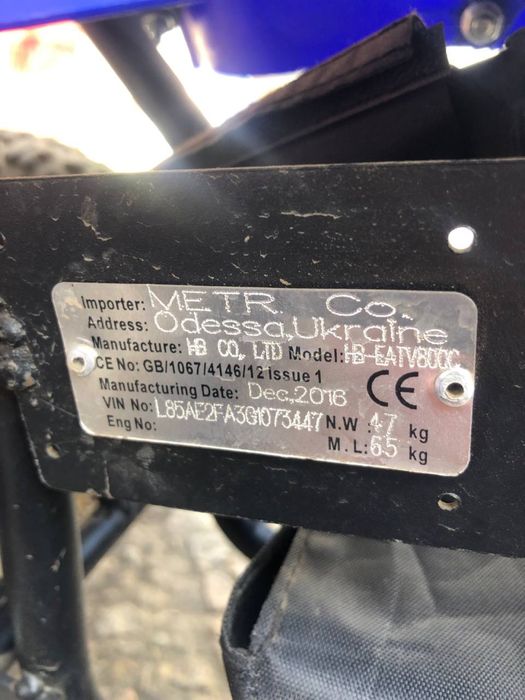 Importer: METR. Co.
Address: Odessa,Ukraine
Manufacture: HB CO, LTD Model: HB-EATV800C
CE No: GB/1067/4146/12 issue 1
Manufacturing Date: Dec,2016 CE
VIN No: L85AE2FA3G1073447 N.W :47 kg
Eng No: M.L:65 kg